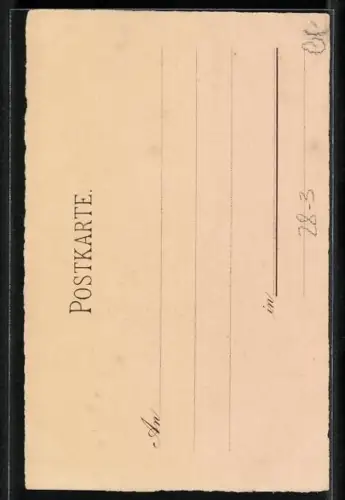 POSTKARTE.
An
in
28-3